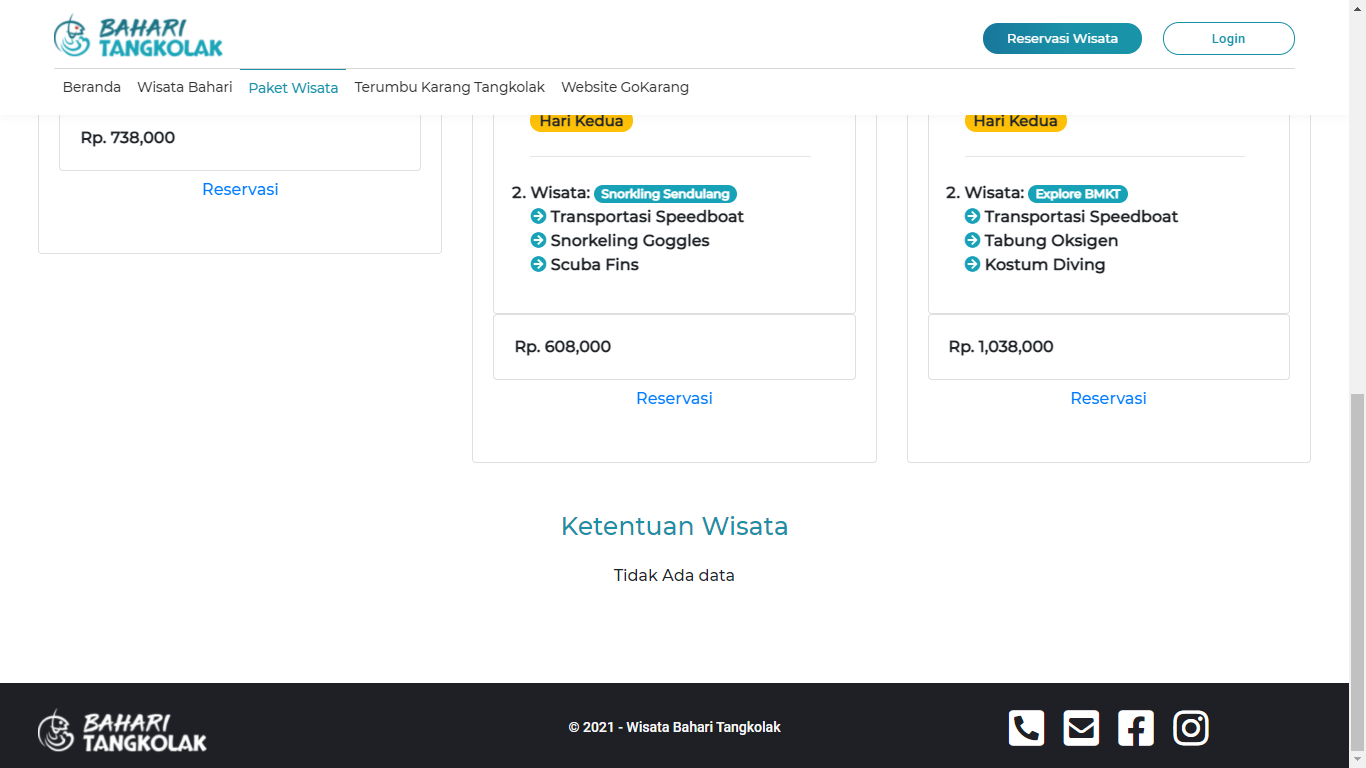 BAHARI
TANGKOLAK
Reservasi Wisata
Login
Beranda Wisata Bahari Paket Wisata Terumbu Karang Tangkolak Website GoKarang
Rp. 738,000
Reservasi
Hari Kedua
2. Wisata: Snorkling Sendulang
Transportasi Speedboat
Snorkeling Goggles
Scuba Fins
Rp. 608,000
Reservasi
Hari Kedua
2. Wisata: Explore BMKT
Transportasi Speedboat
Tabung Oksigen
Kostum Diving
Rp. 1,038,000
Reservasi
Ketentuan Wisata
Tidak Ada data
BAHARI
TANGKOLAK
© 2021 - Wisata Bahari Tangkolak